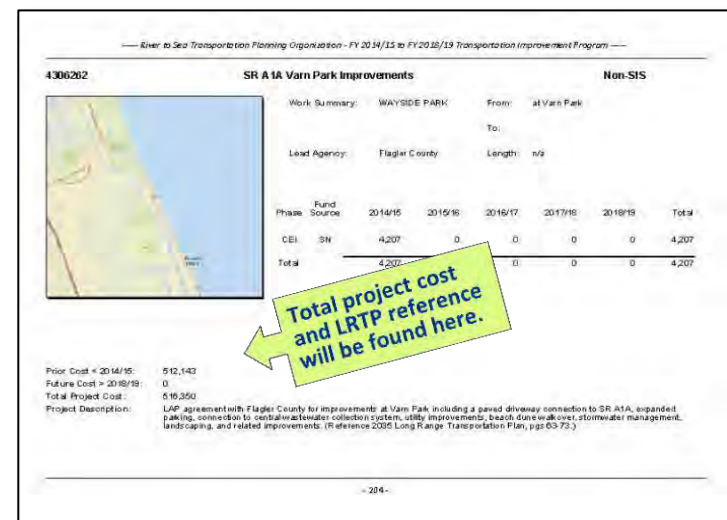 River to Sea Transportation Planning Organization - FY 2014/15 to FY 2018/19 Transportation Improvement Program
4306262 SR A1A Varn Park Improvements Non-SIS
Work Summary: WAYSIDE PARK From: at Varn Park
To:
Lead Agency: Flagler County Length: n/a
Phase Fund Source 2014/15 2015/16 2016/17 2017/18 2018/19 Total
CEI SN 4,207 0 0 0 0 4,207
Total 4,207 0 0 0 4,207
Total project cost
and LRTP reference
will be found here.
Prior Cost < 2014/15: 512,143
Future Cost > 2018/19: 0
Total Project Cost: 516,350
Project Description: LAP agreement with Flagler County for improvements at Varn Park including a paved driveway connection to SR A1A, expanded
parking, connection to central wastewater collection system, utility improvements, beach dune walkover, stormwater management,
landscaping, and related improvements. (Reference 2035 Long Range Transportation Plan, pgs 63-73.)
- 204 -